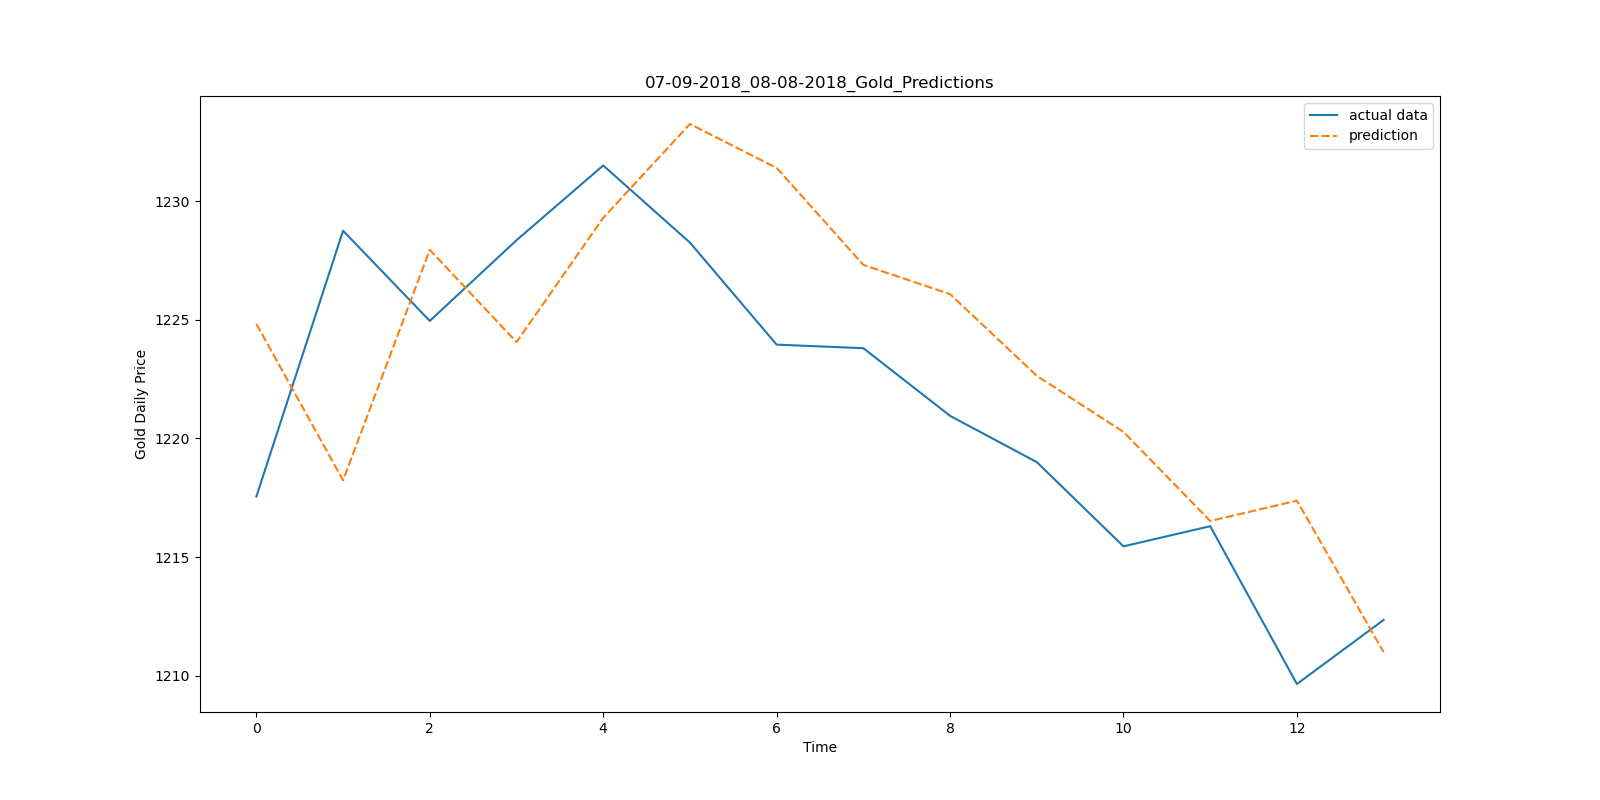 07-09-2018_08-08-2018_Gold_Predictions
actual data
prediction
Gold Daily Price
1230
1225
1220
1215
1210
0 2 4 6 8 10 12
Time